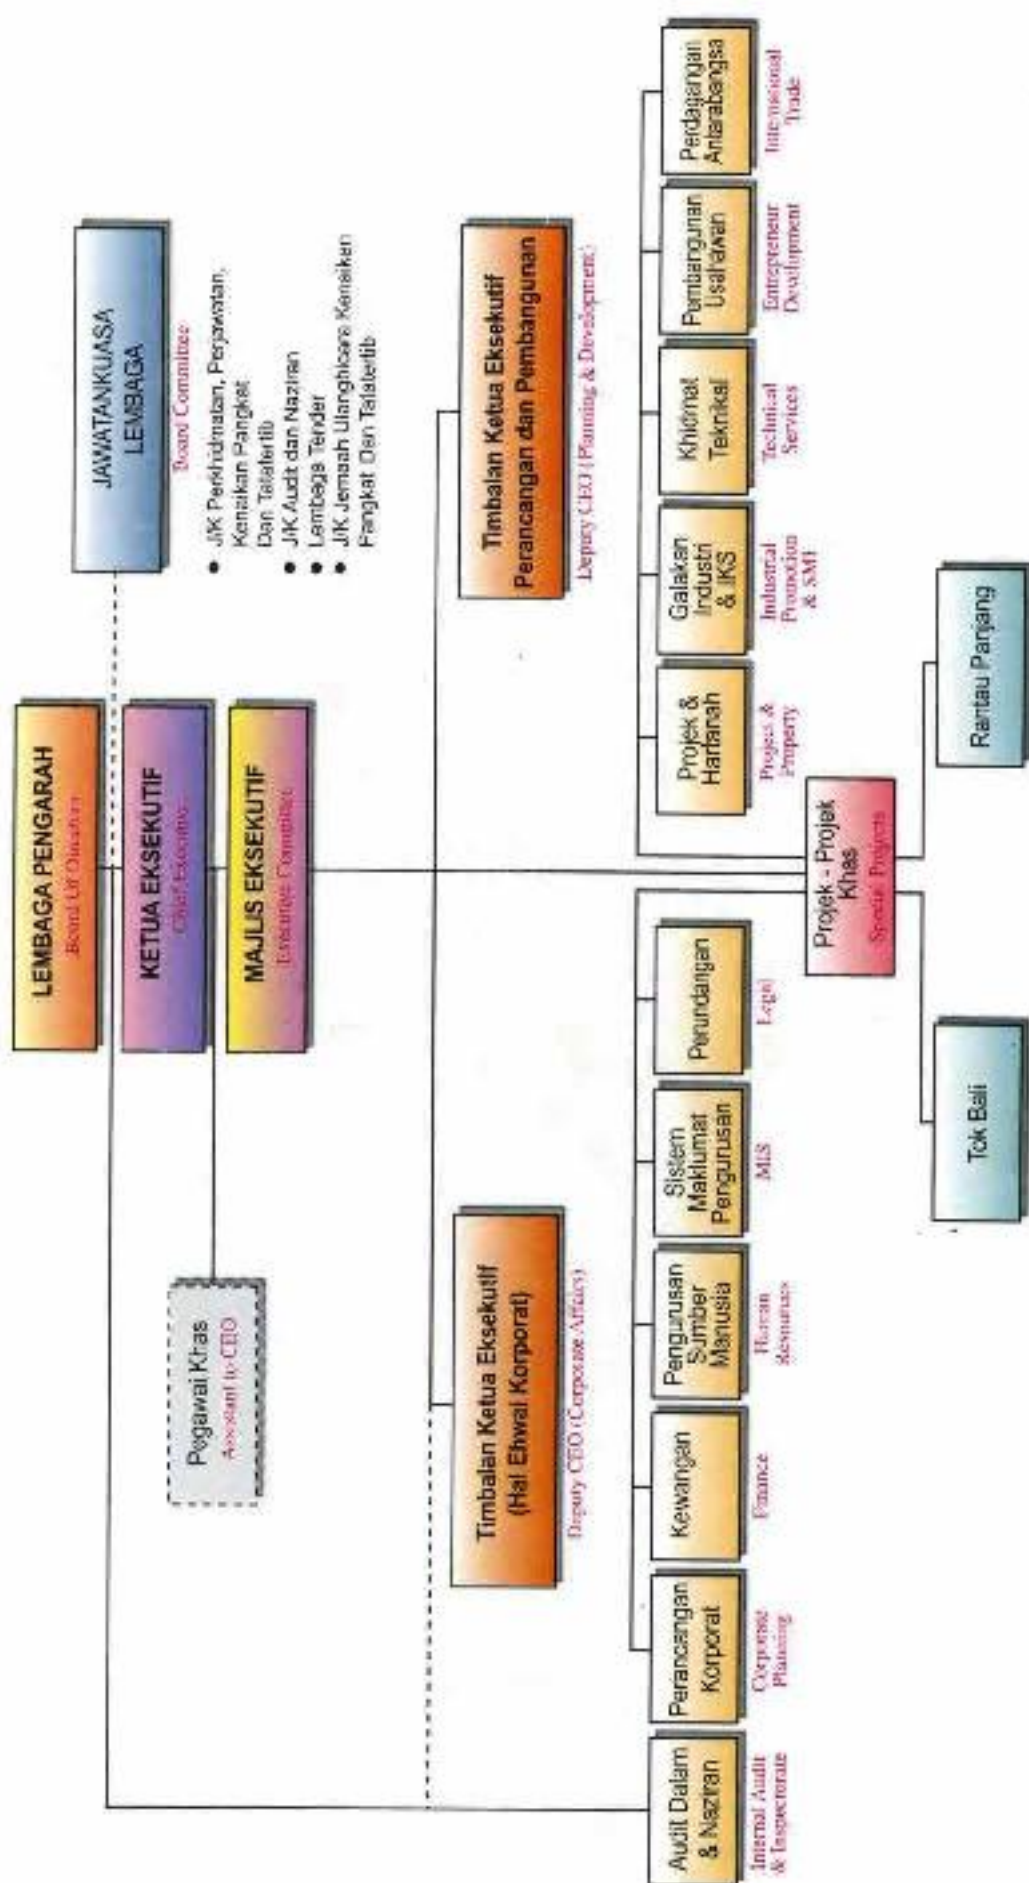 LEMBAGA PENGARAH
Board Of Directors
KETUA EKSEKUTIF
Chief Executive
MAJLIS EKSEKUTIF
Executive Committee
JAWATANKUASA
LEMBAGA
Board Committee
● J/K Perkhidmatan, Perjawatan,
Kenaikan Pangkat
Dan Tatatertib
● J/K Audit dan Naziran
● Lembaga Tender
● J/K Jemaah Ulangbicara Kenaikan
Pangkat Dan Tatatertib
Pegawai Khas
Assistant to CEO
Timbalan Ketua Eksekutif
(Hal Ehwal Korporat)
Deputy CEO (Corporate Affairs)
Timbalan Ketua Eksekutif
Perancangan dan Pembangunan
Deputy CEO (Planning & Development)
Audit Dalam
& Naziran
Internal Audit
& Inspectorate
Perancangan
Korporat
Corporate
Planning
Kewangan
Finance
Pengurusan
Sumber
Manusia
Human
Resources
Sistem
Maklumat
Pengurusan
MIS
Perundangan
Legal
Projek &
Hartanah
Project &
Property
Galakan
Industri
& IKS
Industrial
Promotion
& SMI
Khidmat
Teknikal
Technical
Services
Pembangunan
Usahawan
Entrepreneur
Development
Perdagangan
Antarabangsa
International
Trade
Projek - Projek
Khas
Special Projects
Tok Bali
Rantau Panjang